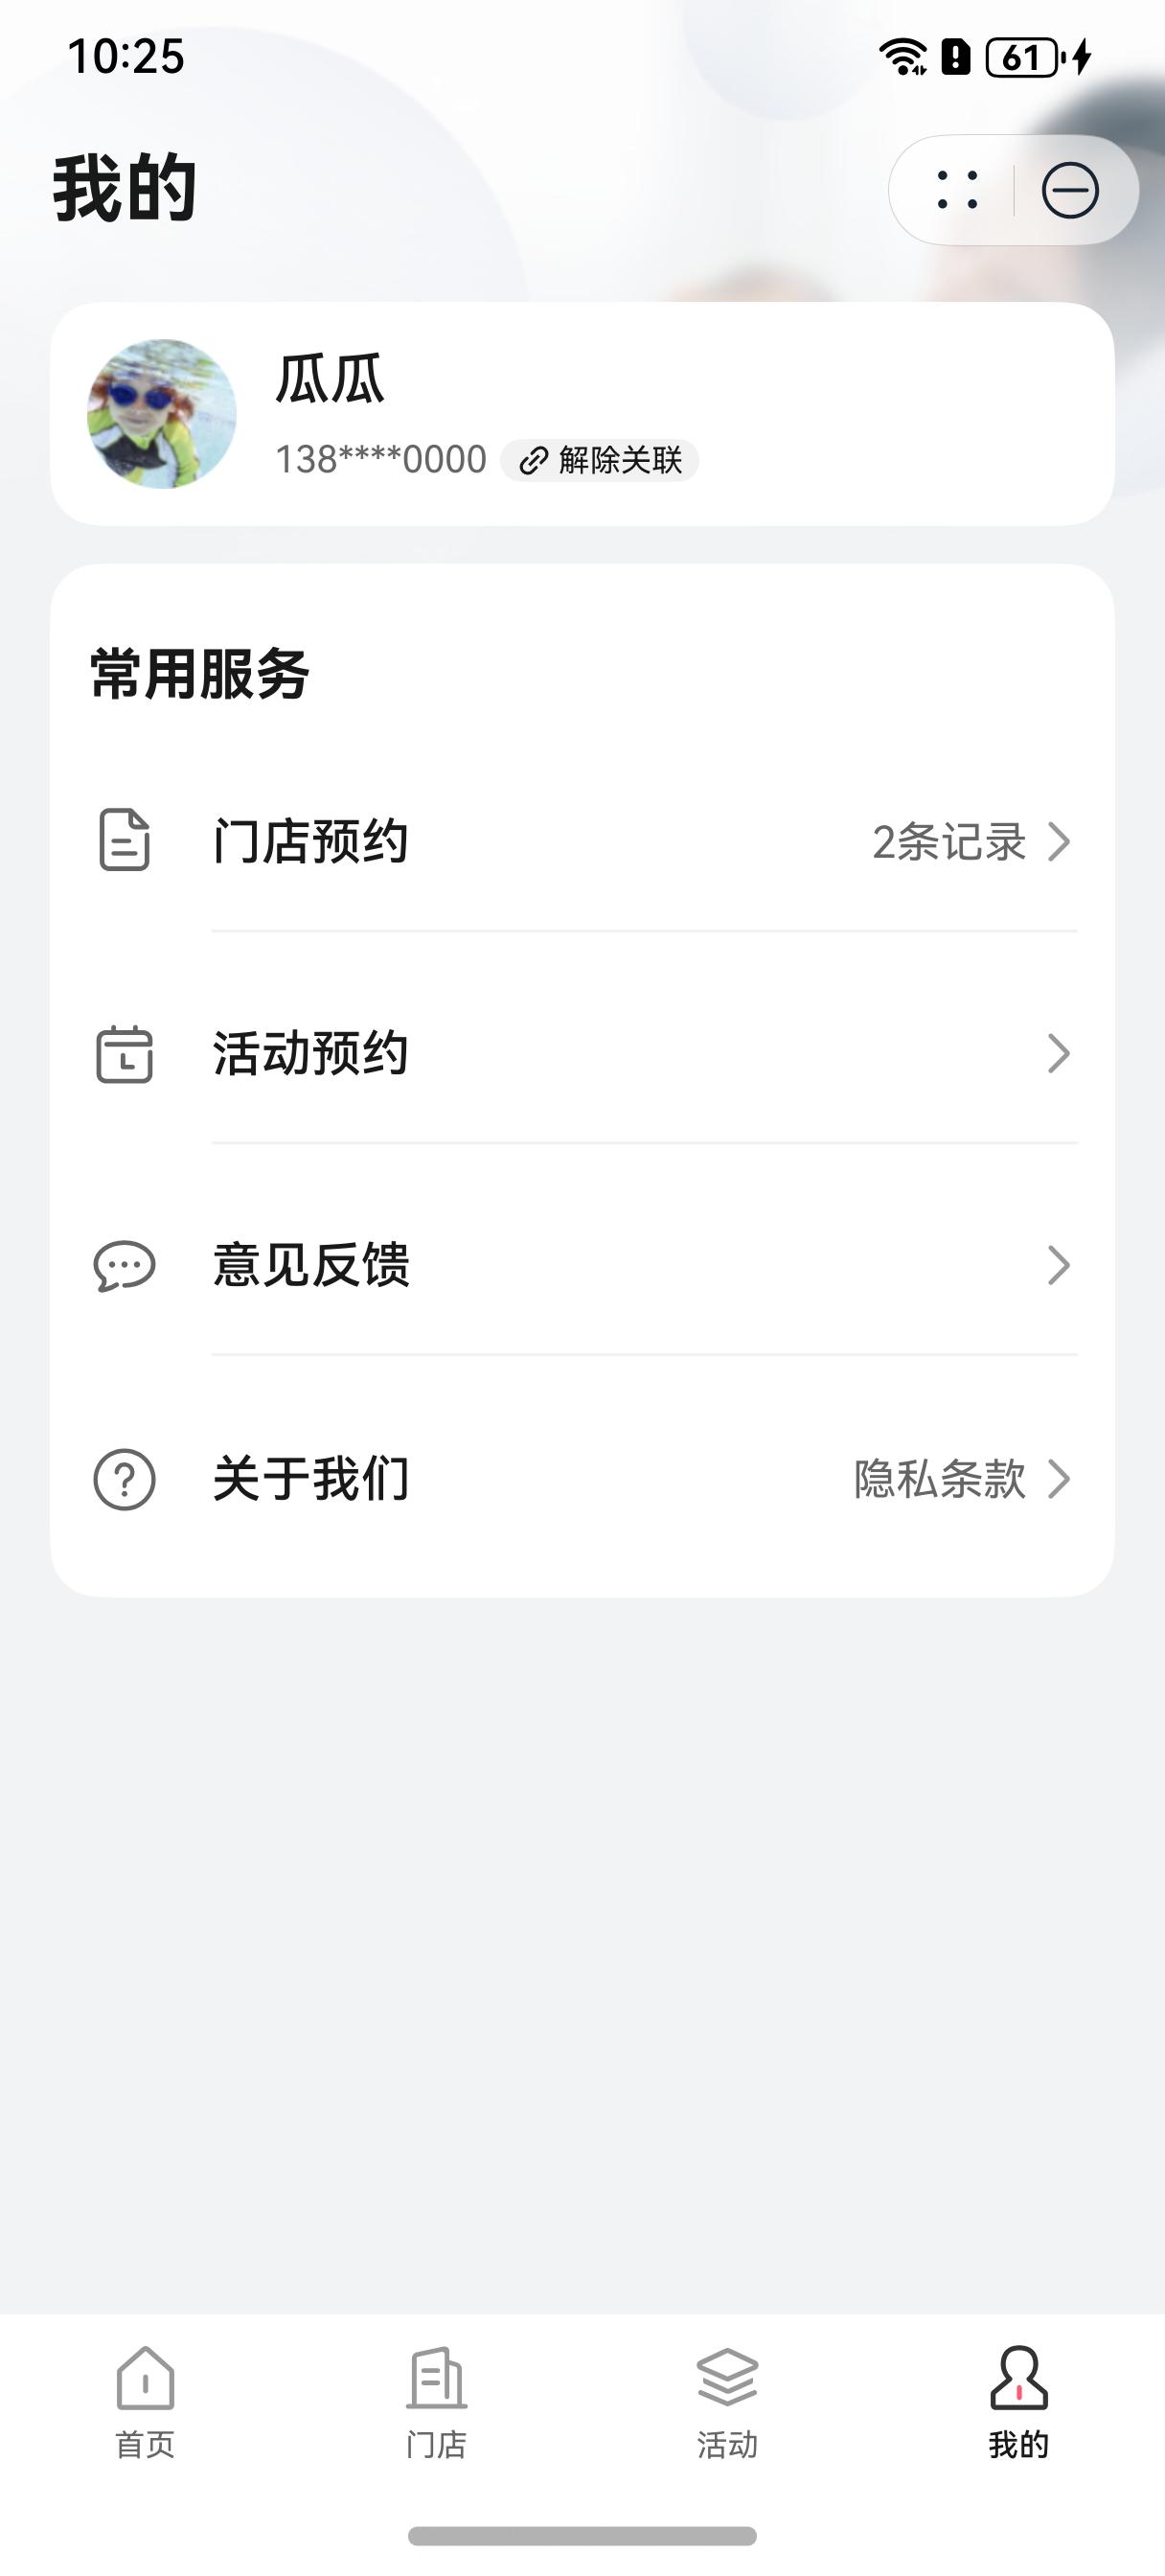 10:25
61
我的
瓜瓜
138****0000 解除关联
常用服务
门店预约 2条记录
活动预约
意见反馈
关于我们 隐私条款
首页 门店 活动 我的